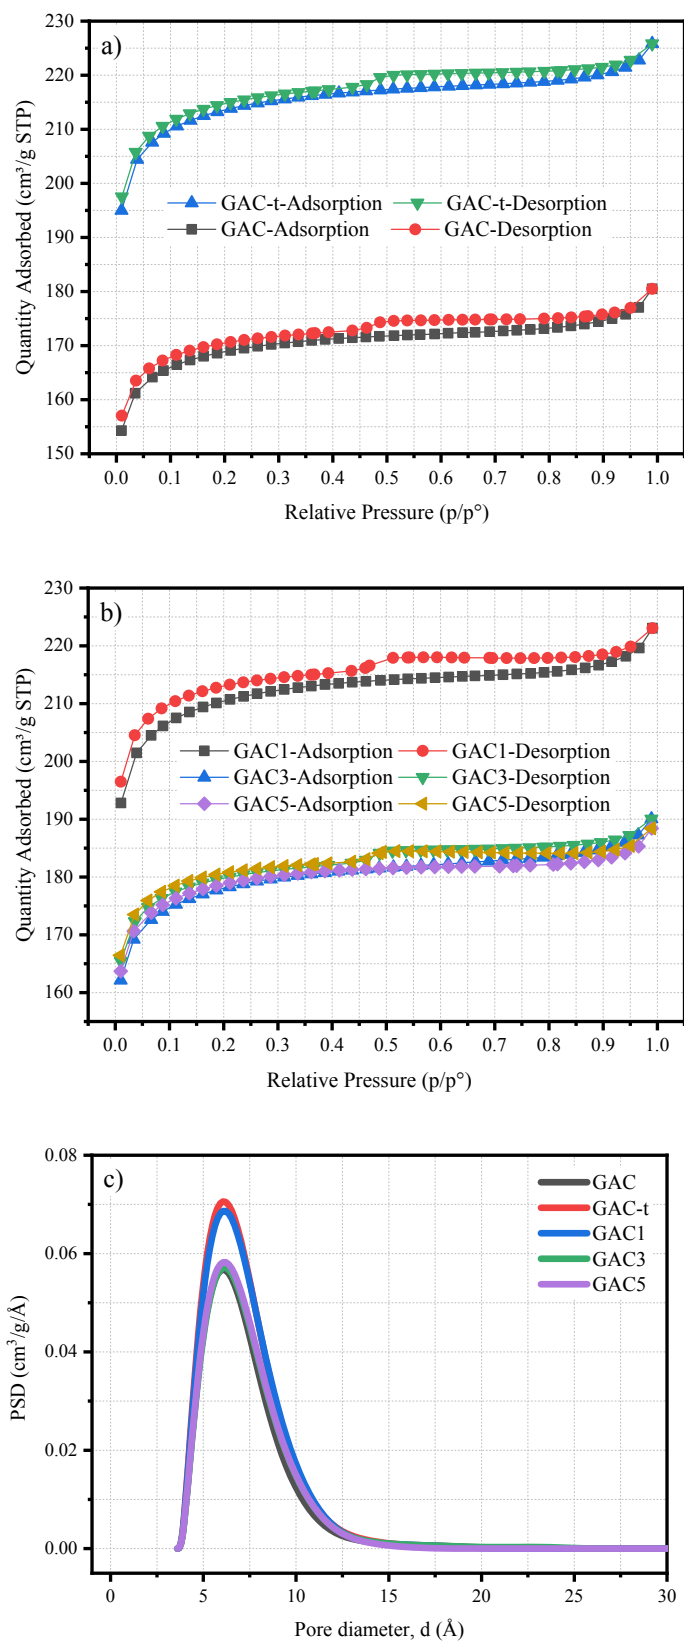 a)
230
220
210
200
190
180
170
160
150
Quantity Adsorbed (cm³/g STP)
GAC-t-Adsorption GAC-t-Desorption
GAC-Adsorption GAC-Desorption
0.0 0.1 0.2 0.3 0.4 0.5 0.6 0.7 0.8 0.9 1.0
Relative Pressure (p/p°)
b)
230
220
210
200
190
180
170
160
Quantity Adsorbed (cm³/g STP)
GAC1-Adsorption GAC1-Desorption
GAC3-Adsorption GAC3-Desorption
GAC5-Adsorption GAC5-Desorption
0.0 0.1 0.2 0.3 0.4 0.5 0.6 0.7 0.8 0.9 1.0
Relative Pressure (p/p°)
c)
0.08
0.06
0.04
0.02
0.00
PSD (cm³/g/Å)
GAC
GAC-t
GAC1
GAC3
GAC5
0 5 10 15 20 25 30
Pore diameter, d (Å)